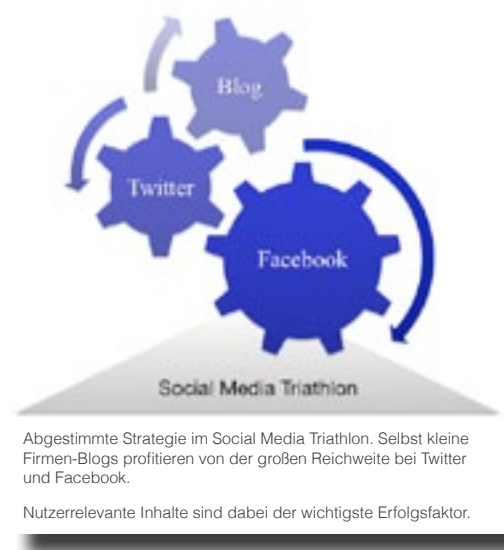 Blog
Twitter
Facebook
Social Media Triathlon
Abgestimmte Strategie im Social Media Triathlon. Selbst kleine
Firmen-Blogs profitieren von der großen Reichweite bei Twitter
und Facebook.
Nutzerrelevante Inhalte sind dabei der wichtigste Erfolgsfaktor.